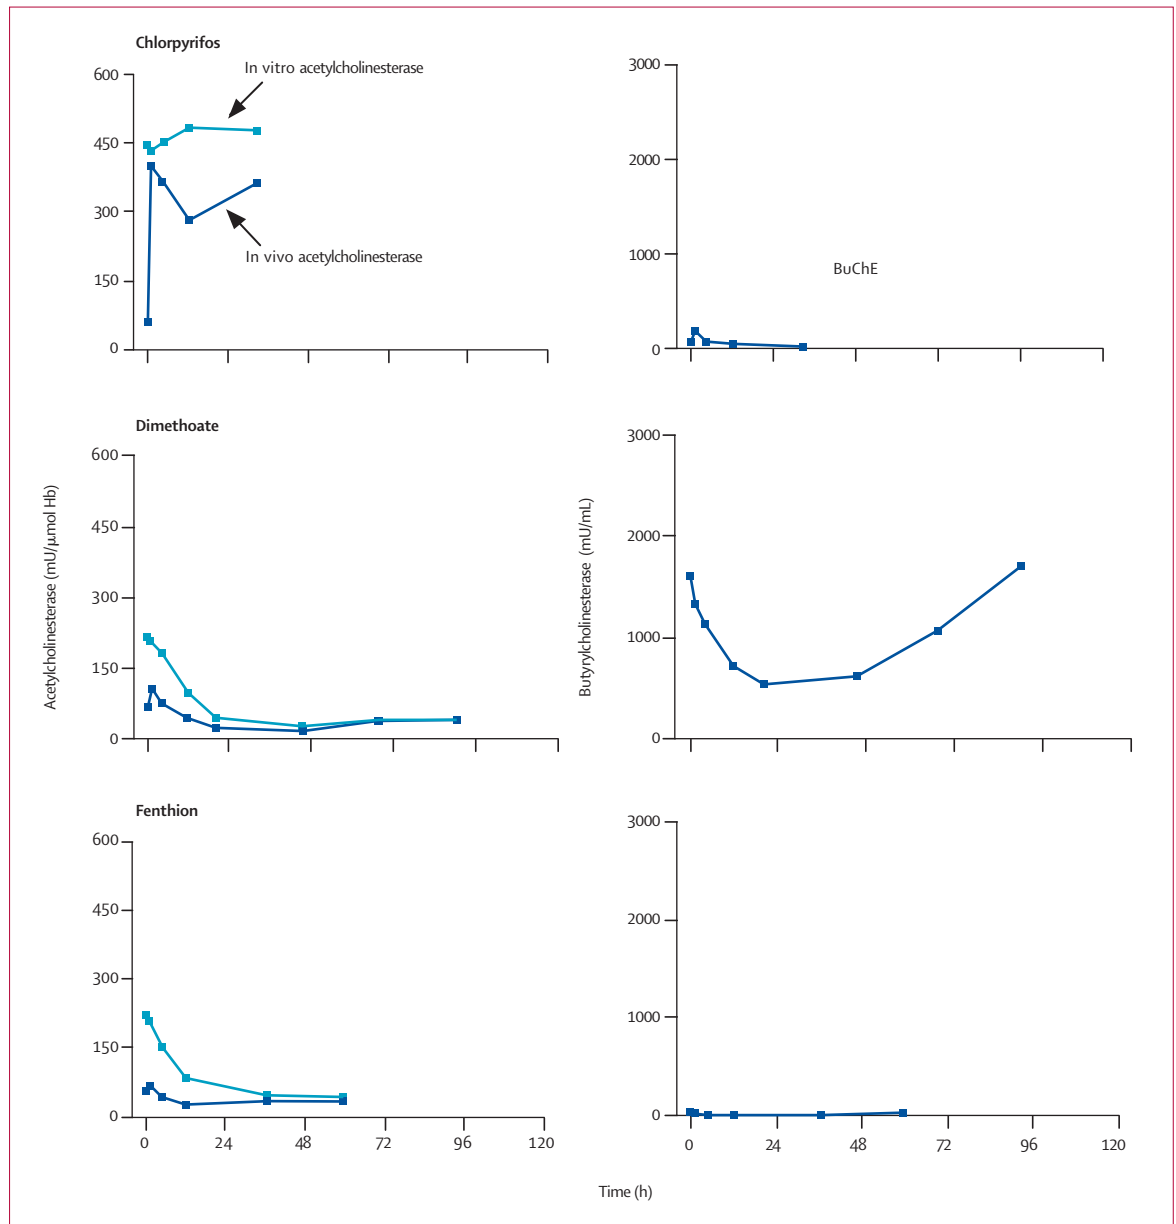 Chlorpyrifos
In vitro acetylcholinesterase
600
450
300
150
0
In vivo acetylcholinesterase
3000
2000
1000
0
BuChE
Dimethoate
600
450
300
150
0
Acetylcholinesterase (mU/µmol Hb)
3000
2000
1000
0
Butyrylcholinesterase (mU/mL)
Fenthion
600
450
300
150
0
0 24 48 72 96 120
3000
2000
1000
0
0 24 48 72 96 120
Time (h)